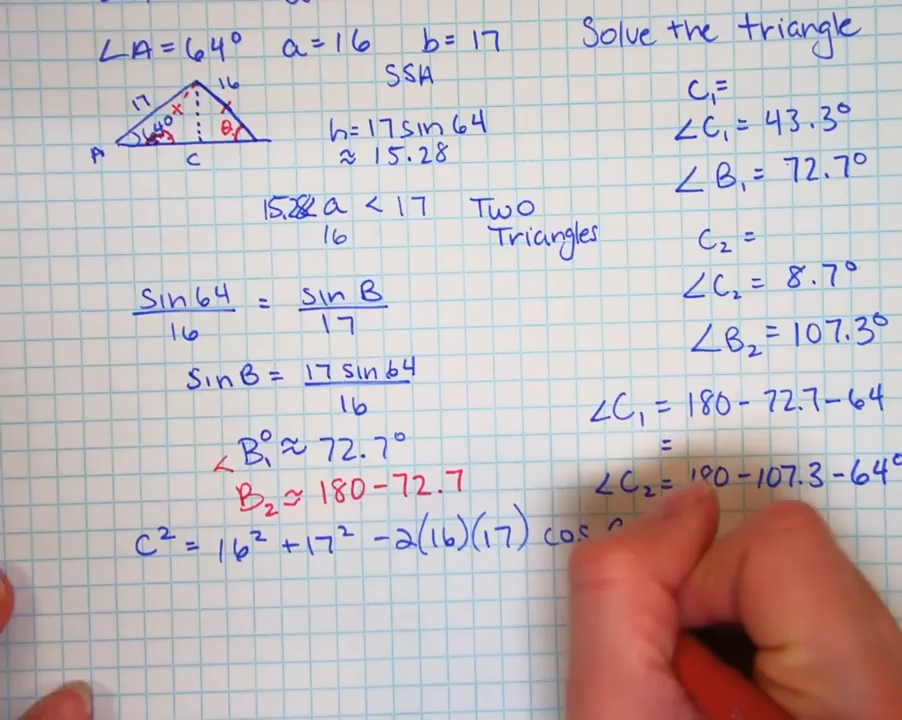 ∠A = 64° a = 16 b = 17 Solve the triangle
SSA
17 16
64° θ
A C
h = 17 sin 64
≈ 15.28
15.28 < a < 17 Two
16 Triangles
sin 64 / 16 = sin B / 17
sin B = 17 sin 64 / 16
∠B₁° ≈ 72.7°
B₂ ≈ 180 - 72.7
C² = 16² + 17² - 2(16)(17) cos
C₁ =
∠C₁ = 43.3°
∠B₁ = 72.7°
C₂ =
∠C₂ = 8.7°
∠B₂ = 107.3°
∠C₁ = 180 - 72.7 - 64
=
∠C₂ = 180 - 107.3 - 64°